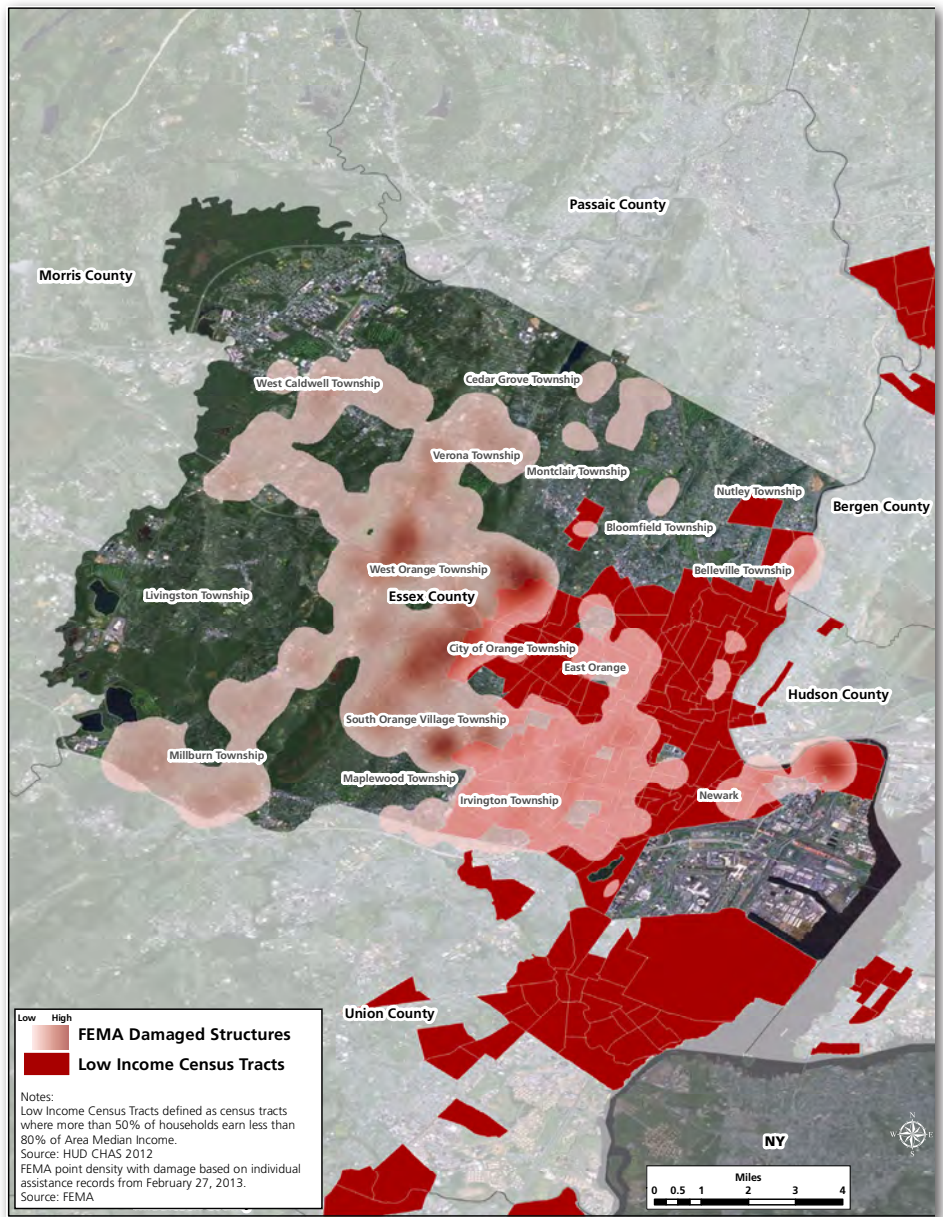 Passaic County
Morris County
West Caldwell Township
Cedar Grove Township
Verona Township
Montclair Township
Nutley Township
Bergen County
Bloomfield Township
West Orange Township
Belleville Township
Livingston Township
Essex County
City of Orange Township
East Orange
Hudson County
South Orange Village Township
Millburn Township
Maplewood Township
Irvington Township
Newark
Union County
Low High
FEMA Damaged Structures
Low Income Census Tracts
Notes:
Low Income Census Tracts defined as census tracts
where more than 50% of households earn less than
80% of Area Median Income.
Source: HUD CHAS 2012
FEMA point density with damage based on individual
assistance records from February 27, 2013.
Source: FEMA
N
W E
S
NY
Miles
0 0.5 1 2 3 4